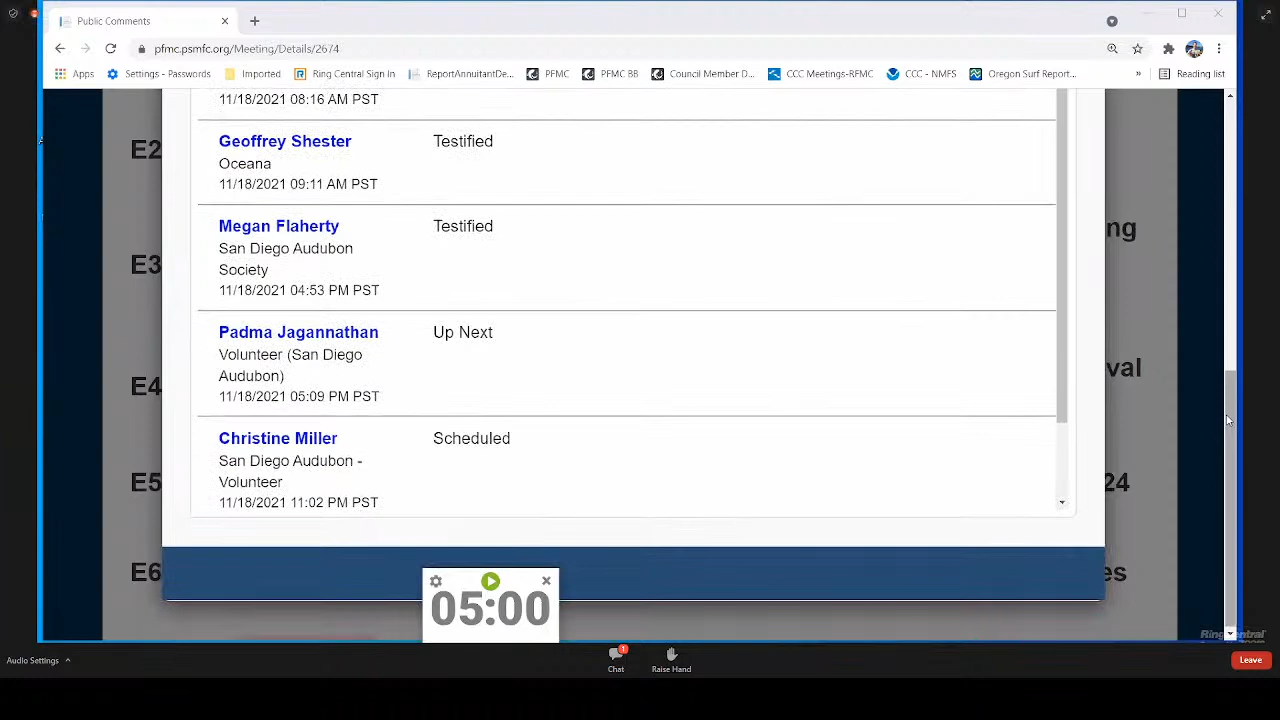 Public Comments
pfmc.psmfc.org/Meeting/Details/2674
Apps Settings - Passwords Imported Ring Central Sign In ReportAnnuitantDe... PFMC PFMC BB Council Member D... CCC Meetings-RFMC CCC - NMFS Oregon Surf Report... » Reading list
11/18/2021 08:16 AM PST
E2
Geoffrey Shester Testified
Oceana
11/18/2021 09:11 AM PST
Megan Flaherty Testified
ng
San Diego Audubon
E3
Society
11/18/2021 04:53 PM PST
Padma Jagannathan Up Next
Volunteer (San Diego
val
Audubon)
E4
11/18/2021 05:09 PM PST
Christine Miller Scheduled
San Diego Audubon -
Volunteer
E5
24
11/18/2021 11:02 PM PST
E6
es
05:00
RingCentral
Audio Settings
1
Chat
Raise Hand
Leave